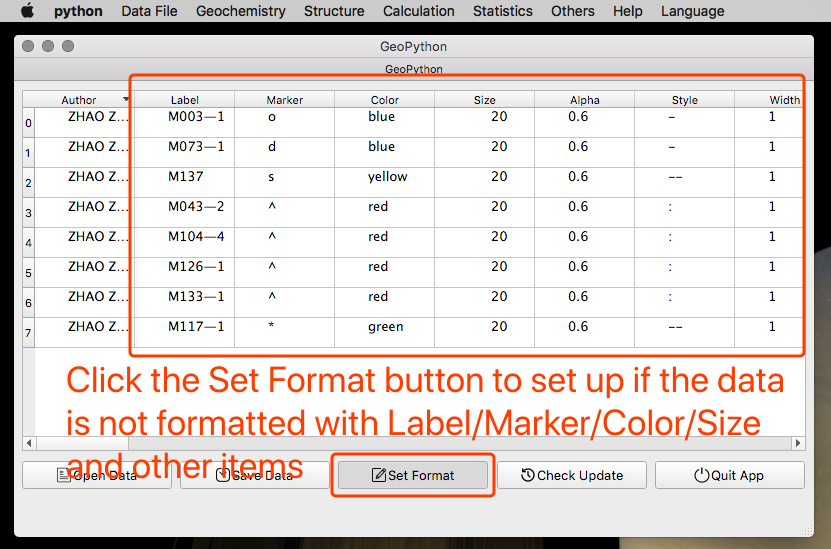 python Data File Geochemistry Structure Calculation Statistics Others Help Language
GeoPython
GeoPython
Author Label Marker Color Size Alpha Style Width
0 ZHAO Z... M003—1 o blue 20 0.6 - 1
1 ZHAO Z... M073—1 d blue 20 0.6 - 1
2 ZHAO Z... M137 s yellow 20 0.6 -- 1
3 ZHAO Z... M043—2 ^ red 20 0.6 : 1
4 ZHAO Z... M104—4 ^ red 20 0.6 : 1
5 ZHAO Z... M126—1 ^ red 20 0.6 : 1
6 ZHAO Z... M133—1 ^ red 20 0.6 : 1
7 ZHAO Z... M117—1 * green 20 0.6 -- 1
Click the Set Format button to set up if the data
is not formatted with Label/Marker/Color/Size
and other items
Open Data Save Data Set Format Check Update Quit App